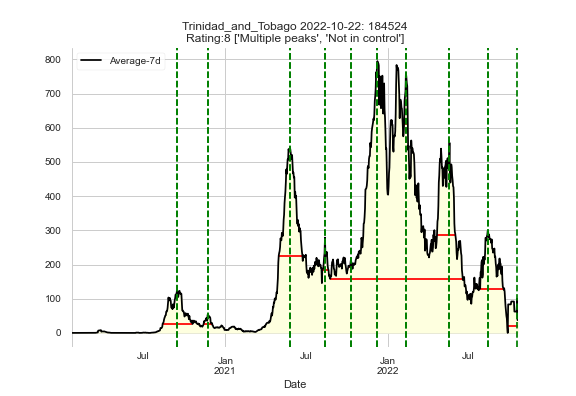 Trinidad_and_Tobago 2022-10-22: 184524
Rating:8 ['Multiple peaks', 'Not in control']
Average-7d
800
700
600
500
400
300
200
100
0
Jul
Jan
2021
Jul
Jan
2022
Jul
Date